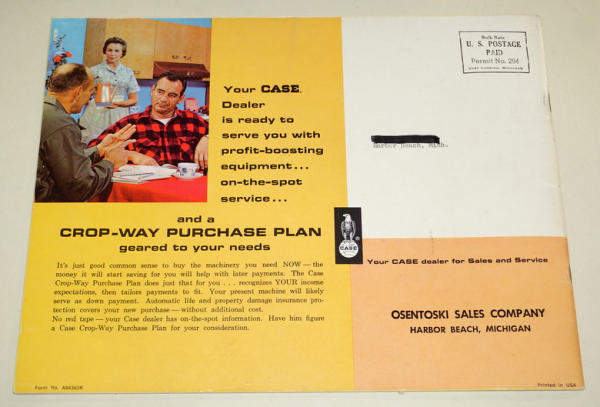 Your CASE.
Dealer
is ready to
serve you with
profit-boosting
equipment...
on-the-spot
service...
and a
CROP-WAY PURCHASE PLAN
geared to your needs
It's just good common sense to buy the machinery you need NOW — the
money it will start saving for you will help with later payments. The Case
Crop-Way Purchase Plan does just that for you . . . recognizes YOUR income
expectations, then tailors payments to fit. Your present machine will likely
serve as down payment. Automatic life and property damage insurance pro-
tection covers your new purchase — without additional cost.
No red tape — your Case dealer has on-the-spot information. Have him figure
a Case Crop-Way Purchase Plan for your consideration.
Form No. A84363K
Bulk Rate
U. S. POSTAGE
PAID
Permit No. 294
EAST LANSING, MICHIGAN
Harbor Beach, Mich.
CASE
Your CASE dealer for Sales and Service
OSENTOSKI SALES COMPANY
HARBOR BEACH, MICHIGAN
Printed in USA